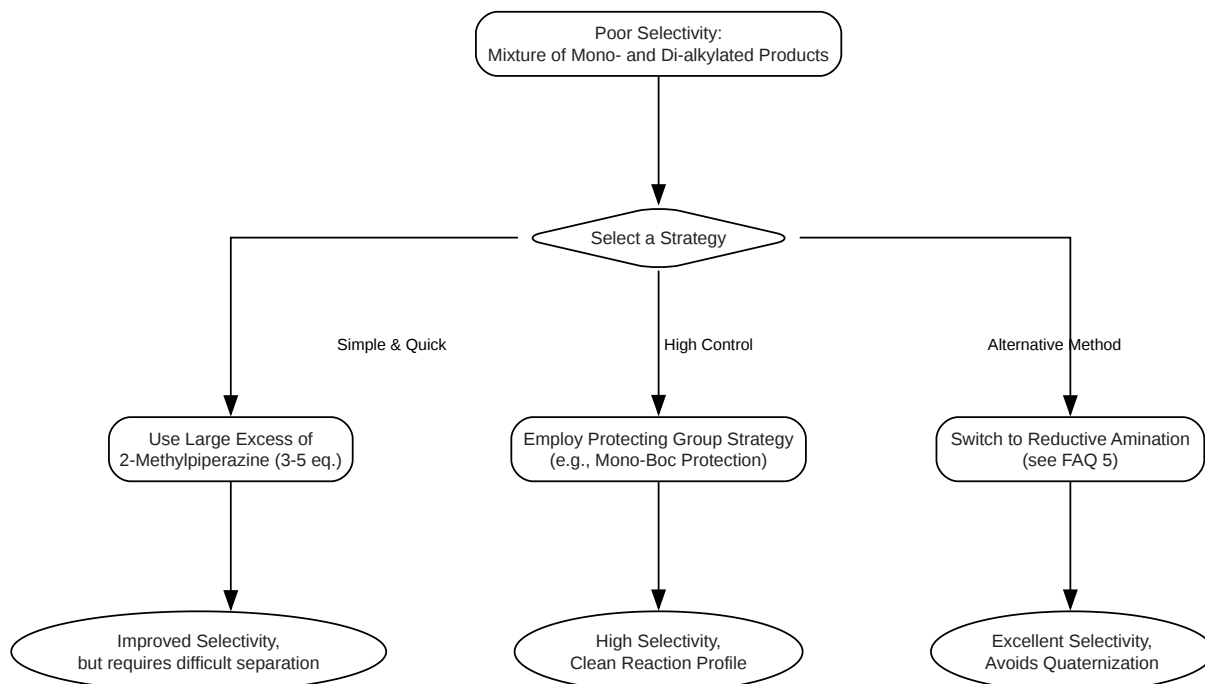 Poor Selectivity:
Mixture of Mono- and Di-alkylated Products
Select a Strategy
Simple & Quick
High Control
Alternative Method
Use Large Excess of
2-Methylpiperazine (3-5 eq.)
Employ Protecting Group Strategy
(e.g., Mono-Boc Protection)
Switch to Reductive Amination
(see FAQ 5)
Improved Selectivity,
but requires difficult separation
High Selectivity,
Clean Reaction Profile
Excellent Selectivity,
Avoids Quaternization